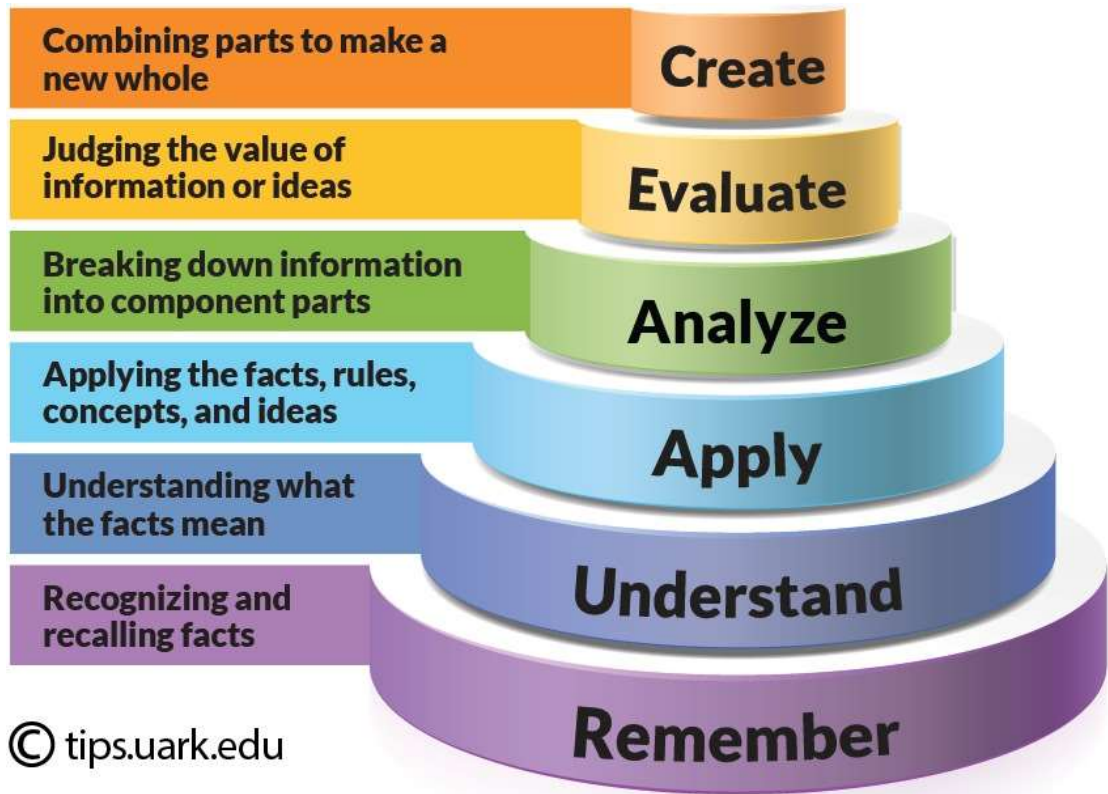 Combining parts to make a
new whole
Create
Judging the value of
information or ideas
Evaluate
Breaking down information
into component parts
Analyze
Applying the facts, rules,
concepts, and ideas
Apply
Understanding what
the facts mean
Understand
Recognizing and
recalling facts
Remember
© tips.uark.edu